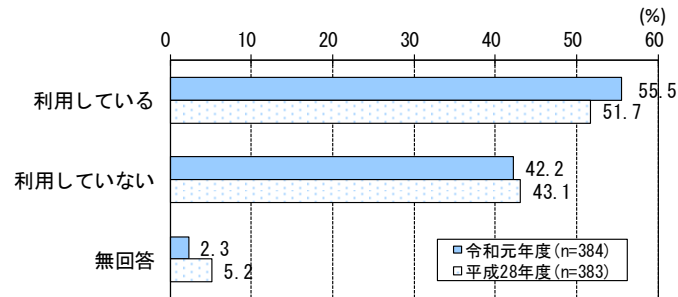 (%)
0 10 20 30 40 50 60
利用している 55.5
51.7
利用していない 42.2
43.1
無回答 2.3
5.2
令和元年度(n=384)
平成28年度(n=383)